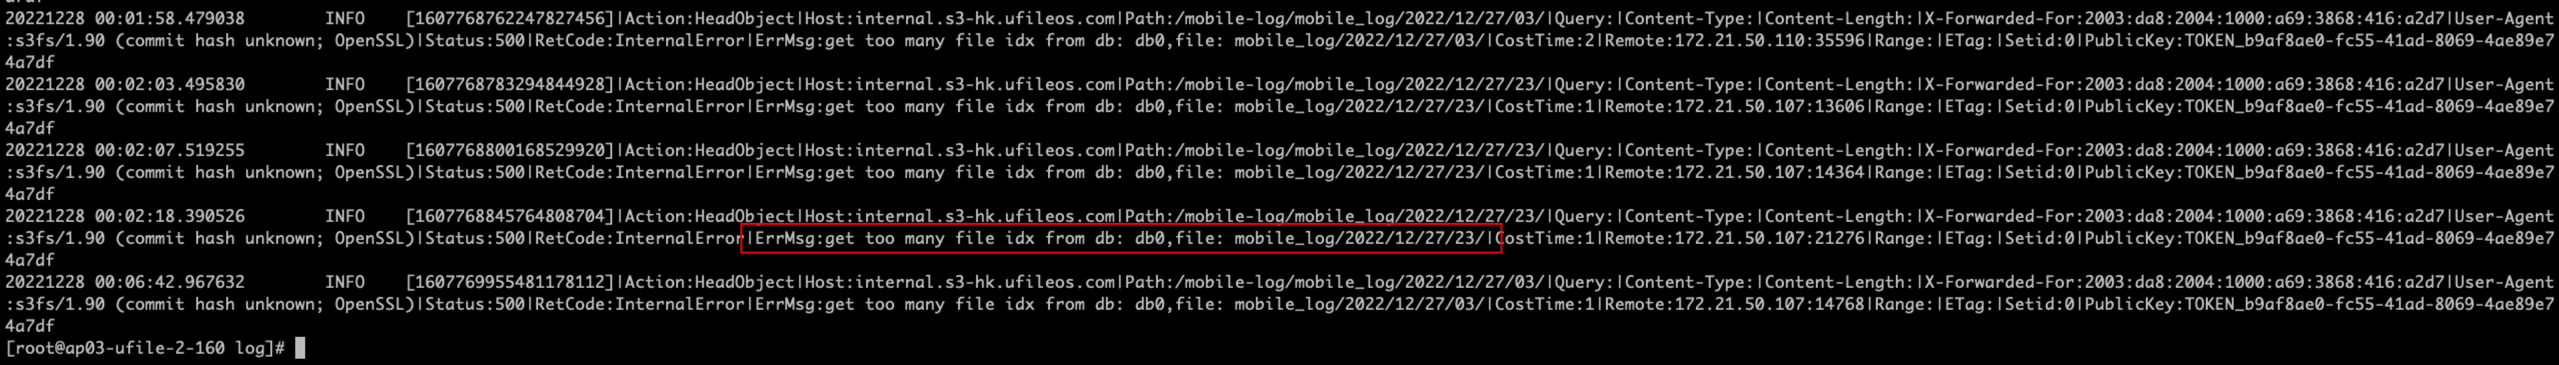 20221228 00:01:58.479038 INFO [1607768762247827456]|Action:HeadObject|Host:internal.s3-hk.ufileos.com|Path:/mobile-log/mobile_log/2022/12/27/03/|Query:|Content-Type:|Content-Length:|X-Forwarded-For:2003:da8:2004:1000:a69:3868:416:a2d7|User-Agent
:s3fs/1.90 (commit hash unknown; OpenSSL)|Status:500|RetCode:InternalError|ErrMsg:get too many file idx from db: db0,file: mobile_log/2022/12/27/03/|CostTime:2|Remote:172.21.50.110:35596|Range:|ETag:|Setid:0|PublicKey:TOKEN_b9af8ae0-fc55-41ad-8069-4ae89e7
4a7df
20221228 00:02:03.495830 INFO [1607768783294844928]|Action:HeadObject|Host:internal.s3-hk.ufileos.com|Path:/mobile-log/mobile_log/2022/12/27/23/|Query:|Content-Type:|Content-Length:|X-Forwarded-For:2003:da8:2004:1000:a69:3868:416:a2d7|User-Agent
:s3fs/1.90 (commit hash unknown; OpenSSL)|Status:500|RetCode:InternalError|ErrMsg:get too many file idx from db: db0,file: mobile_log/2022/12/27/23/|CostTime:1|Remote:172.21.50.107:13606|Range:|ETag:|Setid:0|PublicKey:TOKEN_b9af8ae0-fc55-41ad-8069-4ae89e7
4a7df
20221228 00:02:07.519255 INFO [1607768800168529920]|Action:HeadObject|Host:internal.s3-hk.ufileos.com|Path:/mobile-log/mobile_log/2022/12/27/23/|Query:|Content-Type:|Content-Length:|X-Forwarded-For:2003:da8:2004:1000:a69:3868:416:a2d7|User-Agent
:s3fs/1.90 (commit hash unknown; OpenSSL)|Status:500|RetCode:InternalError|ErrMsg:get too many file idx from db: db0,file: mobile_log/2022/12/27/23/|CostTime:1|Remote:172.21.50.107:14364|Range:|ETag:|Setid:0|PublicKey:TOKEN_b9af8ae0-fc55-41ad-8069-4ae89e7
4a7df
20221228 00:02:18.390526 INFO [1607768845764808704]|Action:HeadObject|Host:internal.s3-hk.ufileos.com|Path:/mobile-log/mobile_log/2022/12/27/23/|Query:|Content-Type:|Content-Length:|X-Forwarded-For:2003:da8:2004:1000:a69:3868:416:a2d7|User-Agent
:s3fs/1.90 (commit hash unknown; OpenSSL)|Status:500|RetCode:InternalError|ErrMsg:get too many file idx from db: db0,file: mobile_log/2022/12/27/23/|CostTime:1|Remote:172.21.50.107:21276|Range:|ETag:|Setid:0|PublicKey:TOKEN_b9af8ae0-fc55-41ad-8069-4ae89e7
4a7df
20221228 00:06:42.967632 INFO [1607769955481178112]|Action:HeadObject|Host:internal.s3-hk.ufileos.com|Path:/mobile-log/mobile_log/2022/12/27/03/|Query:|Content-Type:|Content-Length:|X-Forwarded-For:2003:da8:2004:1000:a69:3868:416:a2d7|User-Agent
:s3fs/1.90 (commit hash unknown; OpenSSL)|Status:500|RetCode:InternalError|ErrMsg:get too many file idx from db: db0,file: mobile_log/2022/12/27/03/|CostTime:1|Remote:172.21.50.107:14768|Range:|ETag:|Setid:0|PublicKey:TOKEN_b9af8ae0-fc55-41ad-8069-4ae89e7
4a7df
[root@ap03-ufile-2-160 log]#